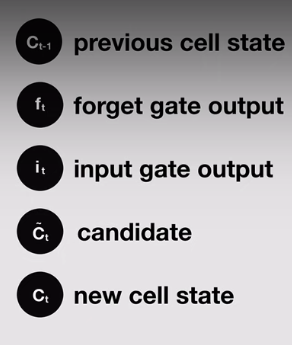 Ct-1 previous cell state
ft forget gate output
it input gate output
C̃t candidate
Ct new cell state